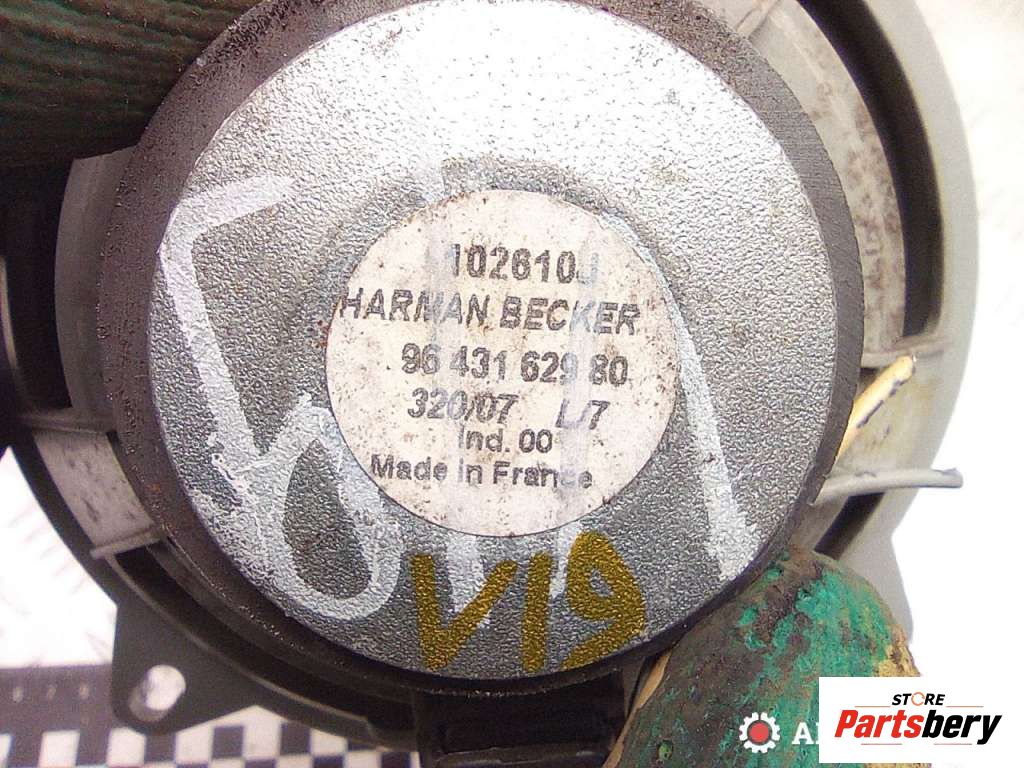 102610J
HARMAN BECKER
96 431 629 80
320/07 L/7
Ind. 00
Made in France
V19
STORE
Partsbery